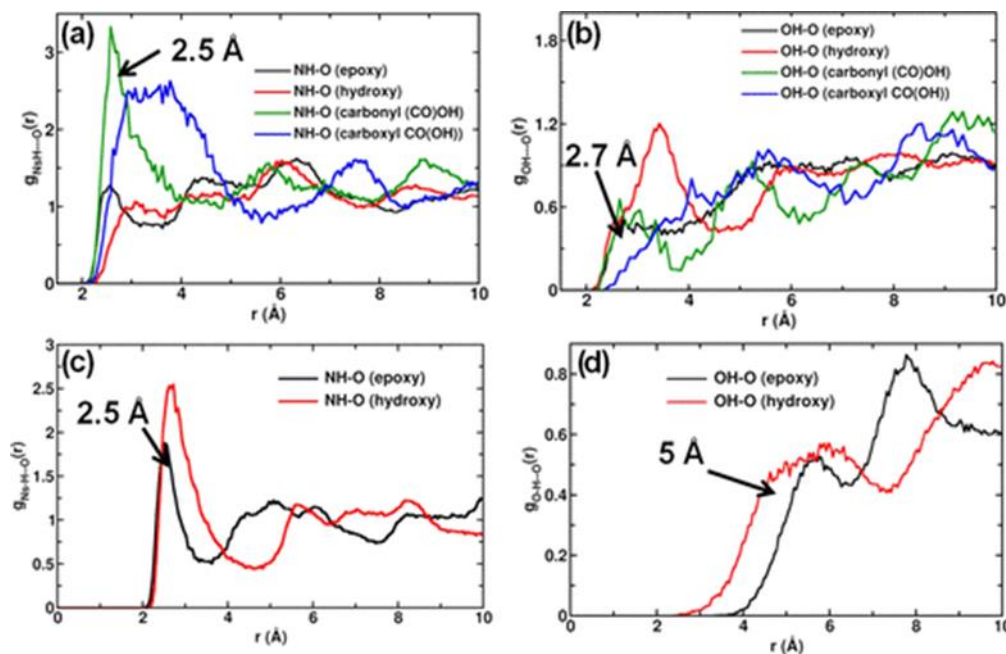 (a)
2.5 Å
NH-O (epoxy)
NH-O (hydroxy)
NH-O (carbonyl (CO)OH)
NH-O (carboxyl CO(OH))
g_NsH---O(r)
3
2
1
0
2 4 6 8 10
r (Å)
(b)
OH-O (epoxy)
OH-O (hydroxy)
OH-O (carbonyl (CO)OH
OH-O (carboxyl CO(OH))
2.7 Å
g_OH---O(r)
1.8
1.2
0.6
0
2 4 6 8 10
r (Å)
(c)
NH-O (epoxy)
NH-O (hydroxy)
2.5 Å
g_Ns-H--O(r)
3
2.5
2
1.5
1
0.5
0
0 2 4 6 8 10
r (Å)
(d)
OH-O (epoxy)
OH-O (hydroxy)
5 Å
g_O-H--O(r)
0.8
0.6
0.4
0.2
0
0 2 4 6 8 10
r (Å)